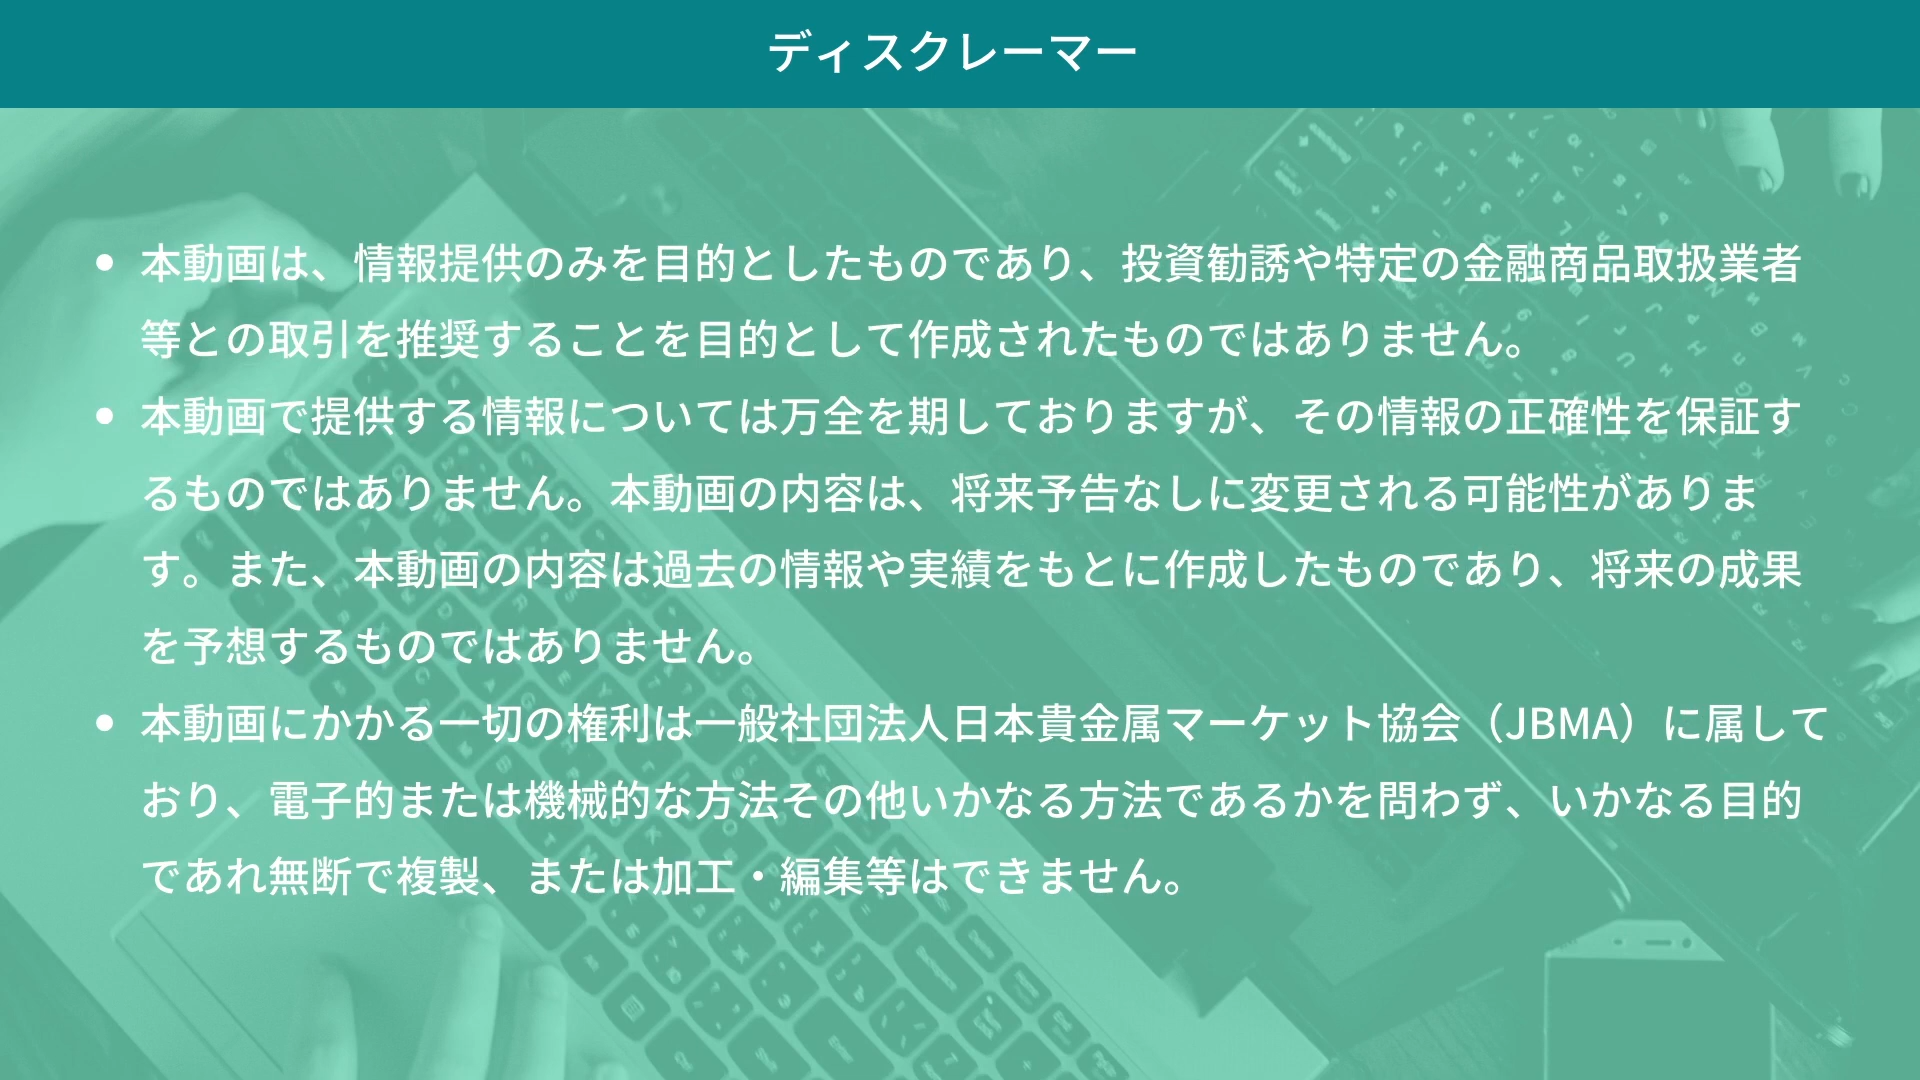 ディスクレーマー
• 本動画は、情報提供のみを目的としたものであり、投資勧誘や特定の金融商品取扱業者
等との取引を推奨することを目的として作成されたものではありません。
• 本動画で提供する情報については万全を期しておりますが、その情報の正確性を保証す
るものではありません。本動画の内容は、将来予告なしに変更される可能性がありま
す。また、本動画の内容は過去の情報や実績をもとに作成したものであり、将来の成果
を予想するものではありません。
• 本動画にかかる一切の権利は一般社団法人日本貴金属マーケット協会（JBMA）に属して
おり、電子的または機械的な方法その他いかなる方法であるかを問わず、いかなる目的
であれ無断で複製、または加工・編集等はできません。